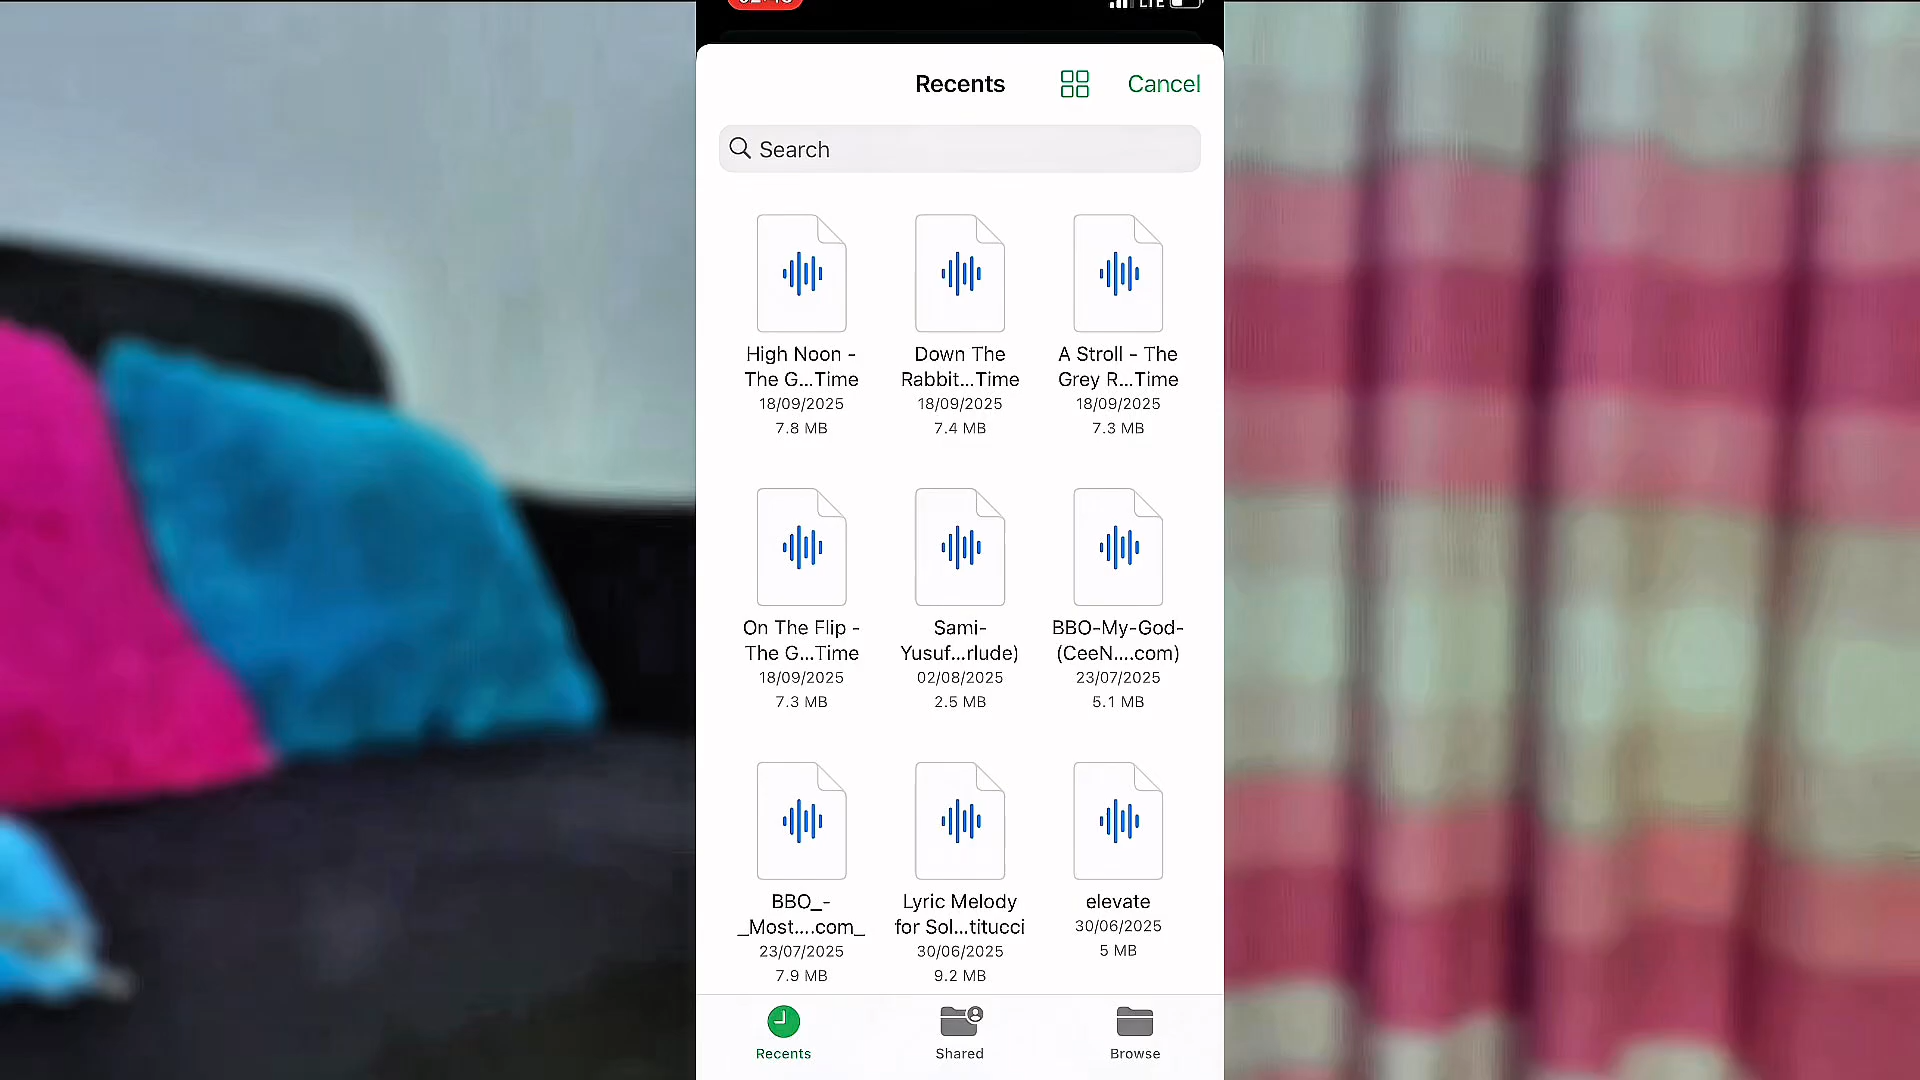 LTE
Recents
Cancel
Search
High Noon -
The G...Time
18/09/2025
7.8 MB
Down The
Rabbit...Time
18/09/2025
7.4 MB
A Stroll - The
Grey R...Time
18/09/2025
7.3 MB
On The Flip -
The G...Time
18/09/2025
7.3 MB
Sami-
Yusuf...rlude)
02/08/2025
2.5 MB
BBO-My-God-
(CeeN....com)
23/07/2025
5.1 MB
BBO_-
_Most....com_
23/07/2025
7.9 MB
Lyric Melody
for Sol...titucci
30/06/2025
9.2 MB
elevate
30/06/2025
5 MB
Recents
Shared
Browse